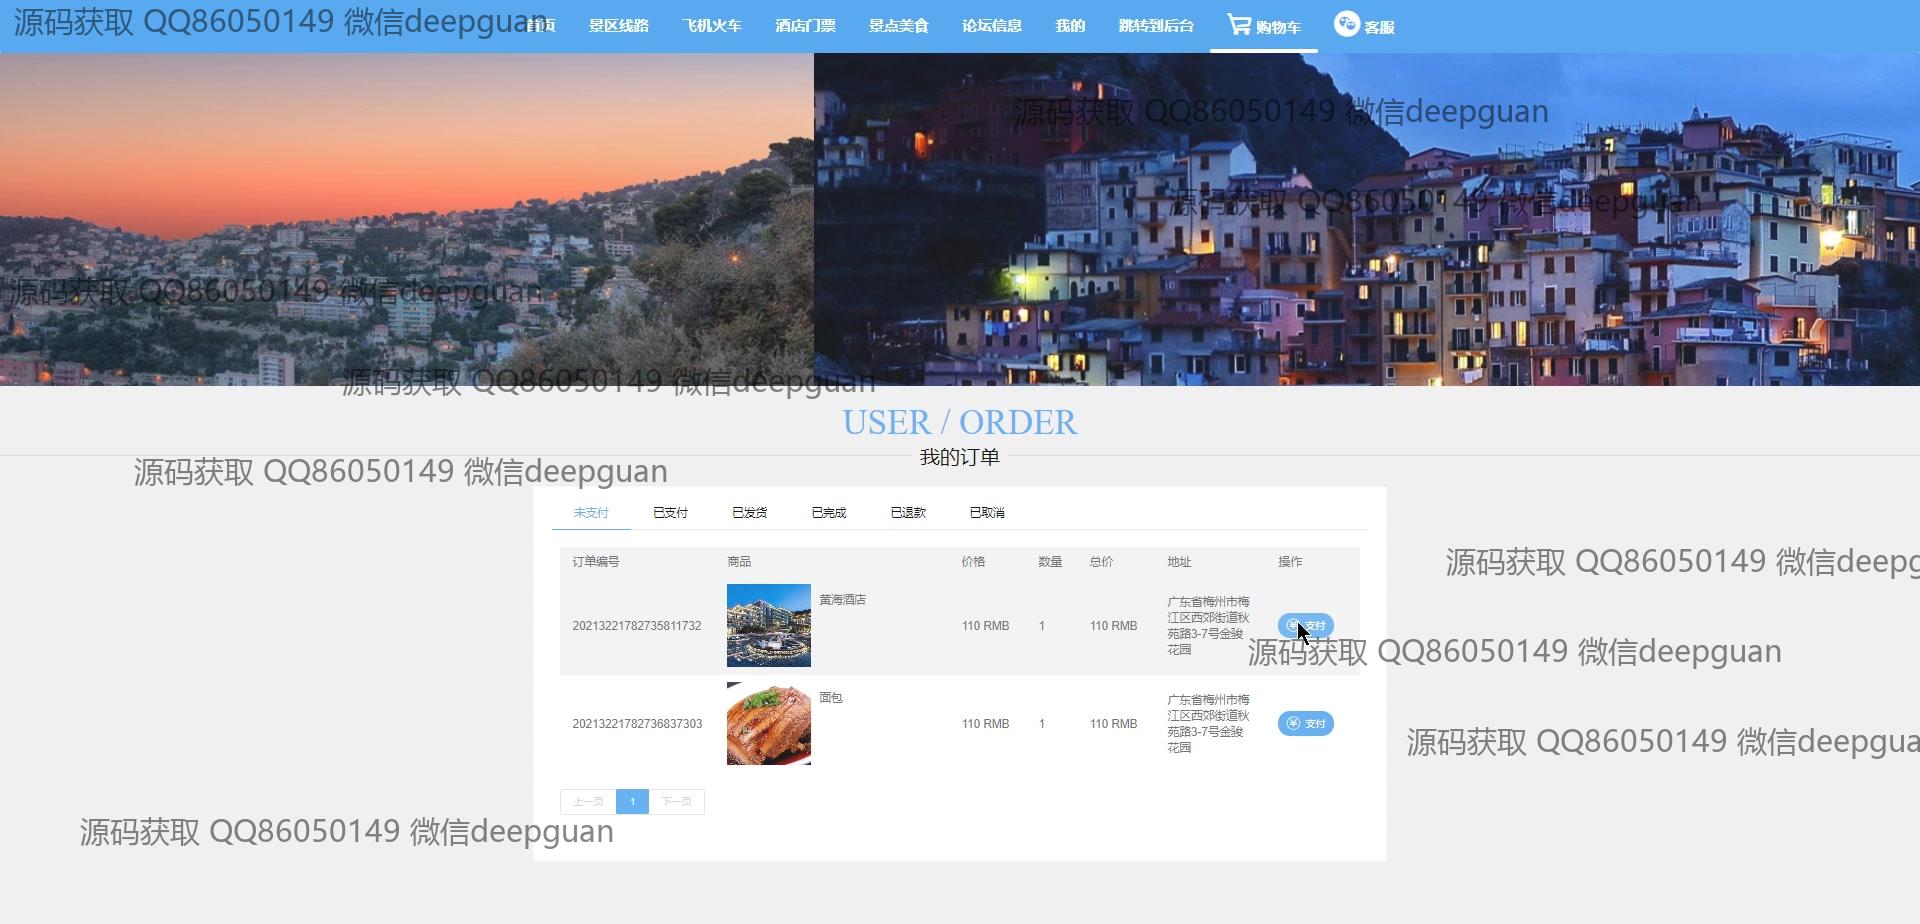 源码获取 QQ86050149 微信deepguan
首页 景区线路 飞机火车 酒店门票 景点美食 论坛信息 我的 跳转到后台 购物车 客服
源码获取 QQ86050149 微信deepguan
源码获取 QQ86050149 微信deepguan
源码获取 QQ86050149 微信deepguan
源码获取 QQ86050149 微信deepguan
USER / ORDER
我的订单
源码获取 QQ86050149 微信deepguan
未支付 已支付 已发货 已完成 已退款 已取消
订单编号 商品 价格 数量 总价 地址 操作
源码获取 QQ86050149 微信deepg
黄海酒店
20213221782735811732 110 RMB 1 110 RMB
广东省梅州市梅
江区西郊街道秋
苑路3-7号金骏
花园
支付
源码获取 QQ86050149 微信deepguan
面包
20213221782736837303 110 RMB 1 110 RMB
广东省梅州市梅
江区西郊街道秋
苑路3-7号金骏
花园
支付
源码获取 QQ86050149 微信deepgua
上一页 1 下一页
源码获取 QQ86050149 微信deepguan